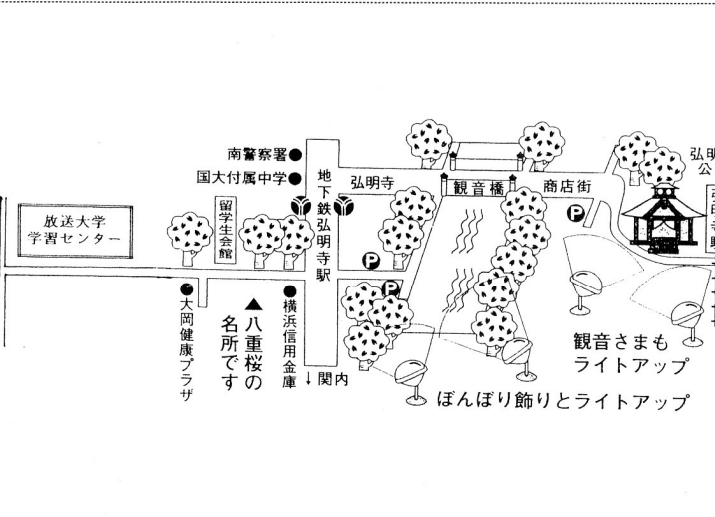 南警察署●
国大付属中学●
地下鉄弘明寺駅
弘明寺
観音橋
商店街
弘明
公
放送大学
学習センター
留学生会館
P
P
P
●大岡健康プラザ
▲八重桜の
名所です
●横浜信用金庫
↓関内
観音さまも
ライトアップ
ぼんぼり飾りとライトアップ